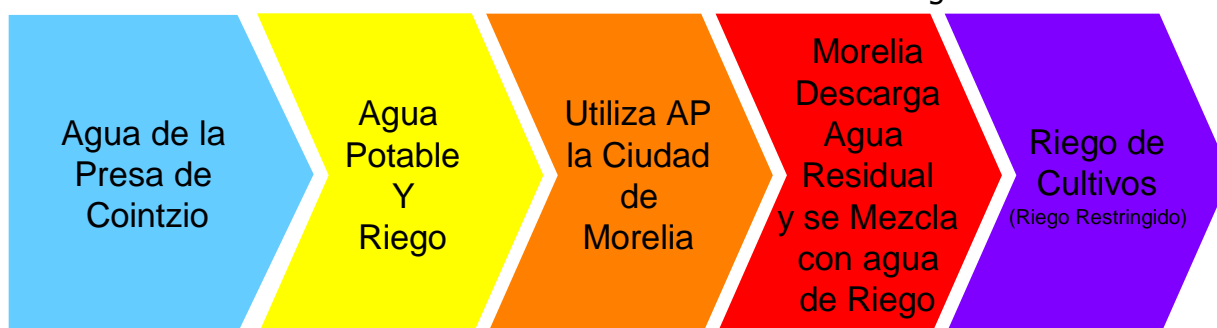 Agua de la
Presa de
Cointzio
Agua
Potable
Y
Riego
Utiliza AP
la Ciudad
de
Morelia
Morelia
Descarga
Agua
Residual
y se Mezcla
con agua
de Riego
Riego de
Cultivos
(Riego Restringido)